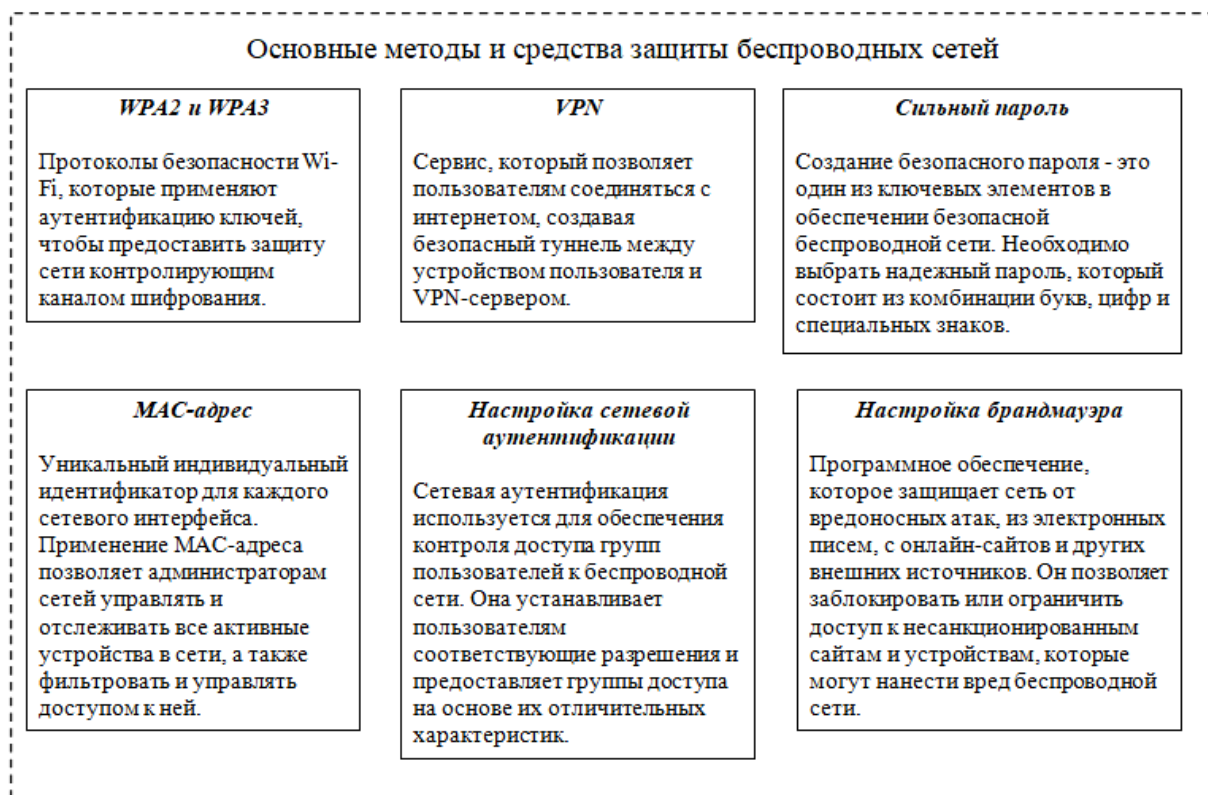 Основные методы и средства защиты беспроводных сетей
WPA2 и WPA3
Протоколы безопасности Wi-
Fi, которые применяют
аутентификацию ключей,
чтобы предоставить защиту
сети контролирующим
каналом шифрования.
VPN
Сервис, который позволяет
пользователям соединяться с
интернетом, создавая
безопасный туннель между
устройством пользователя и
VPN-сервером.
Сильный пароль
Создание безопасного пароля - это
один из ключевых элементов в
обеспечении безопасной
беспроводной сети. Необходимо
выбрать надежный пароль, который
состоит из комбинации букв, цифр и
специальных знаков.
MAC-адрес
Уникальный индивидуальный
идентификатор для каждого
сетевого интерфейса.
Применение MAC-адреса
позволяет администраторам
сетей управлять и
отслеживать все активные
устройства в сети, а также
фильтровать и управлять
доступом к ней.
Настройка сетевой
аутентификации
Сетевая аутентификация
используется для обеспечения
контроля доступа групп
пользователей к беспроводной
сети. Она устанавливает
пользователям
соответствующие разрешения и
предоставляет группы доступа
на основе их отличительных
характеристик.
Настройка брандмауэра
Программное обеспечение,
которое защищает сеть от
вредоносных атак, из электронных
писем, с онлайн-сайтов и других
внешних источников. Он позволяет
заблокировать или ограничить
доступ к несанкционированным
сайтам и устройствам, которые
могут нанести вред беспроводной
сети.